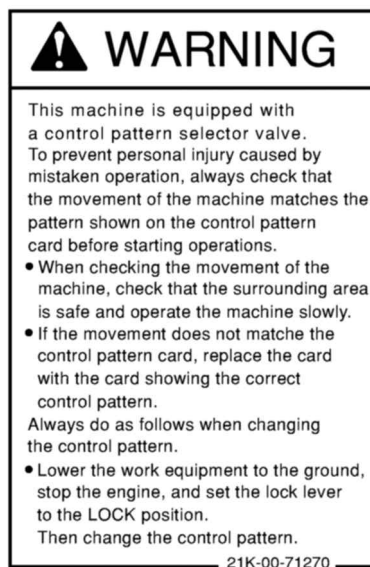 WARNING
This machine is equipped with
a control pattern selector valve.
To prevent personal injury caused by
mistaken operation, always check that
the movement of the machine matches the
pattern shown on the control pattern
card before starting operations.
• When checking the movement of the
machine, check that the surrounding area
is safe and operate the machine slowly.
• If the movement does not matche the
control pattern card, replace the card
with the card showing the correct
control pattern.
Always do as follows when changing
the control pattern.
• Lower the work equipment to the ground,
stop the engine, and set the lock lever
to the LOCK position.
Then change the control pattern.
21K-00-71270